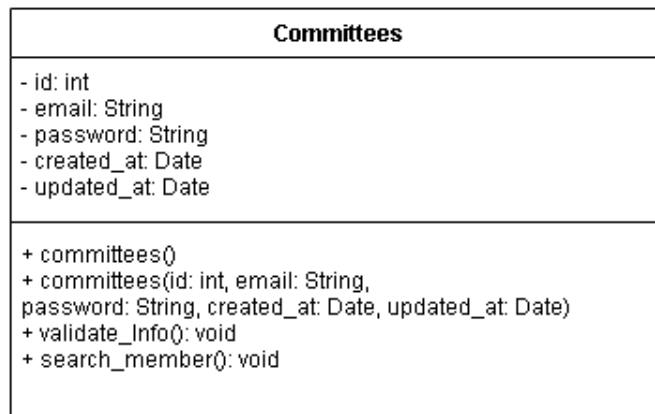 Committees
- id: int
- email: String
- password: String
- created_at: Date
- updated_at: Date
+ committees()
+ committees(id: int, email: String,
password: String, created_at: Date, updated_at: Date)
+ validate_Info(): void
+ search_member(): void